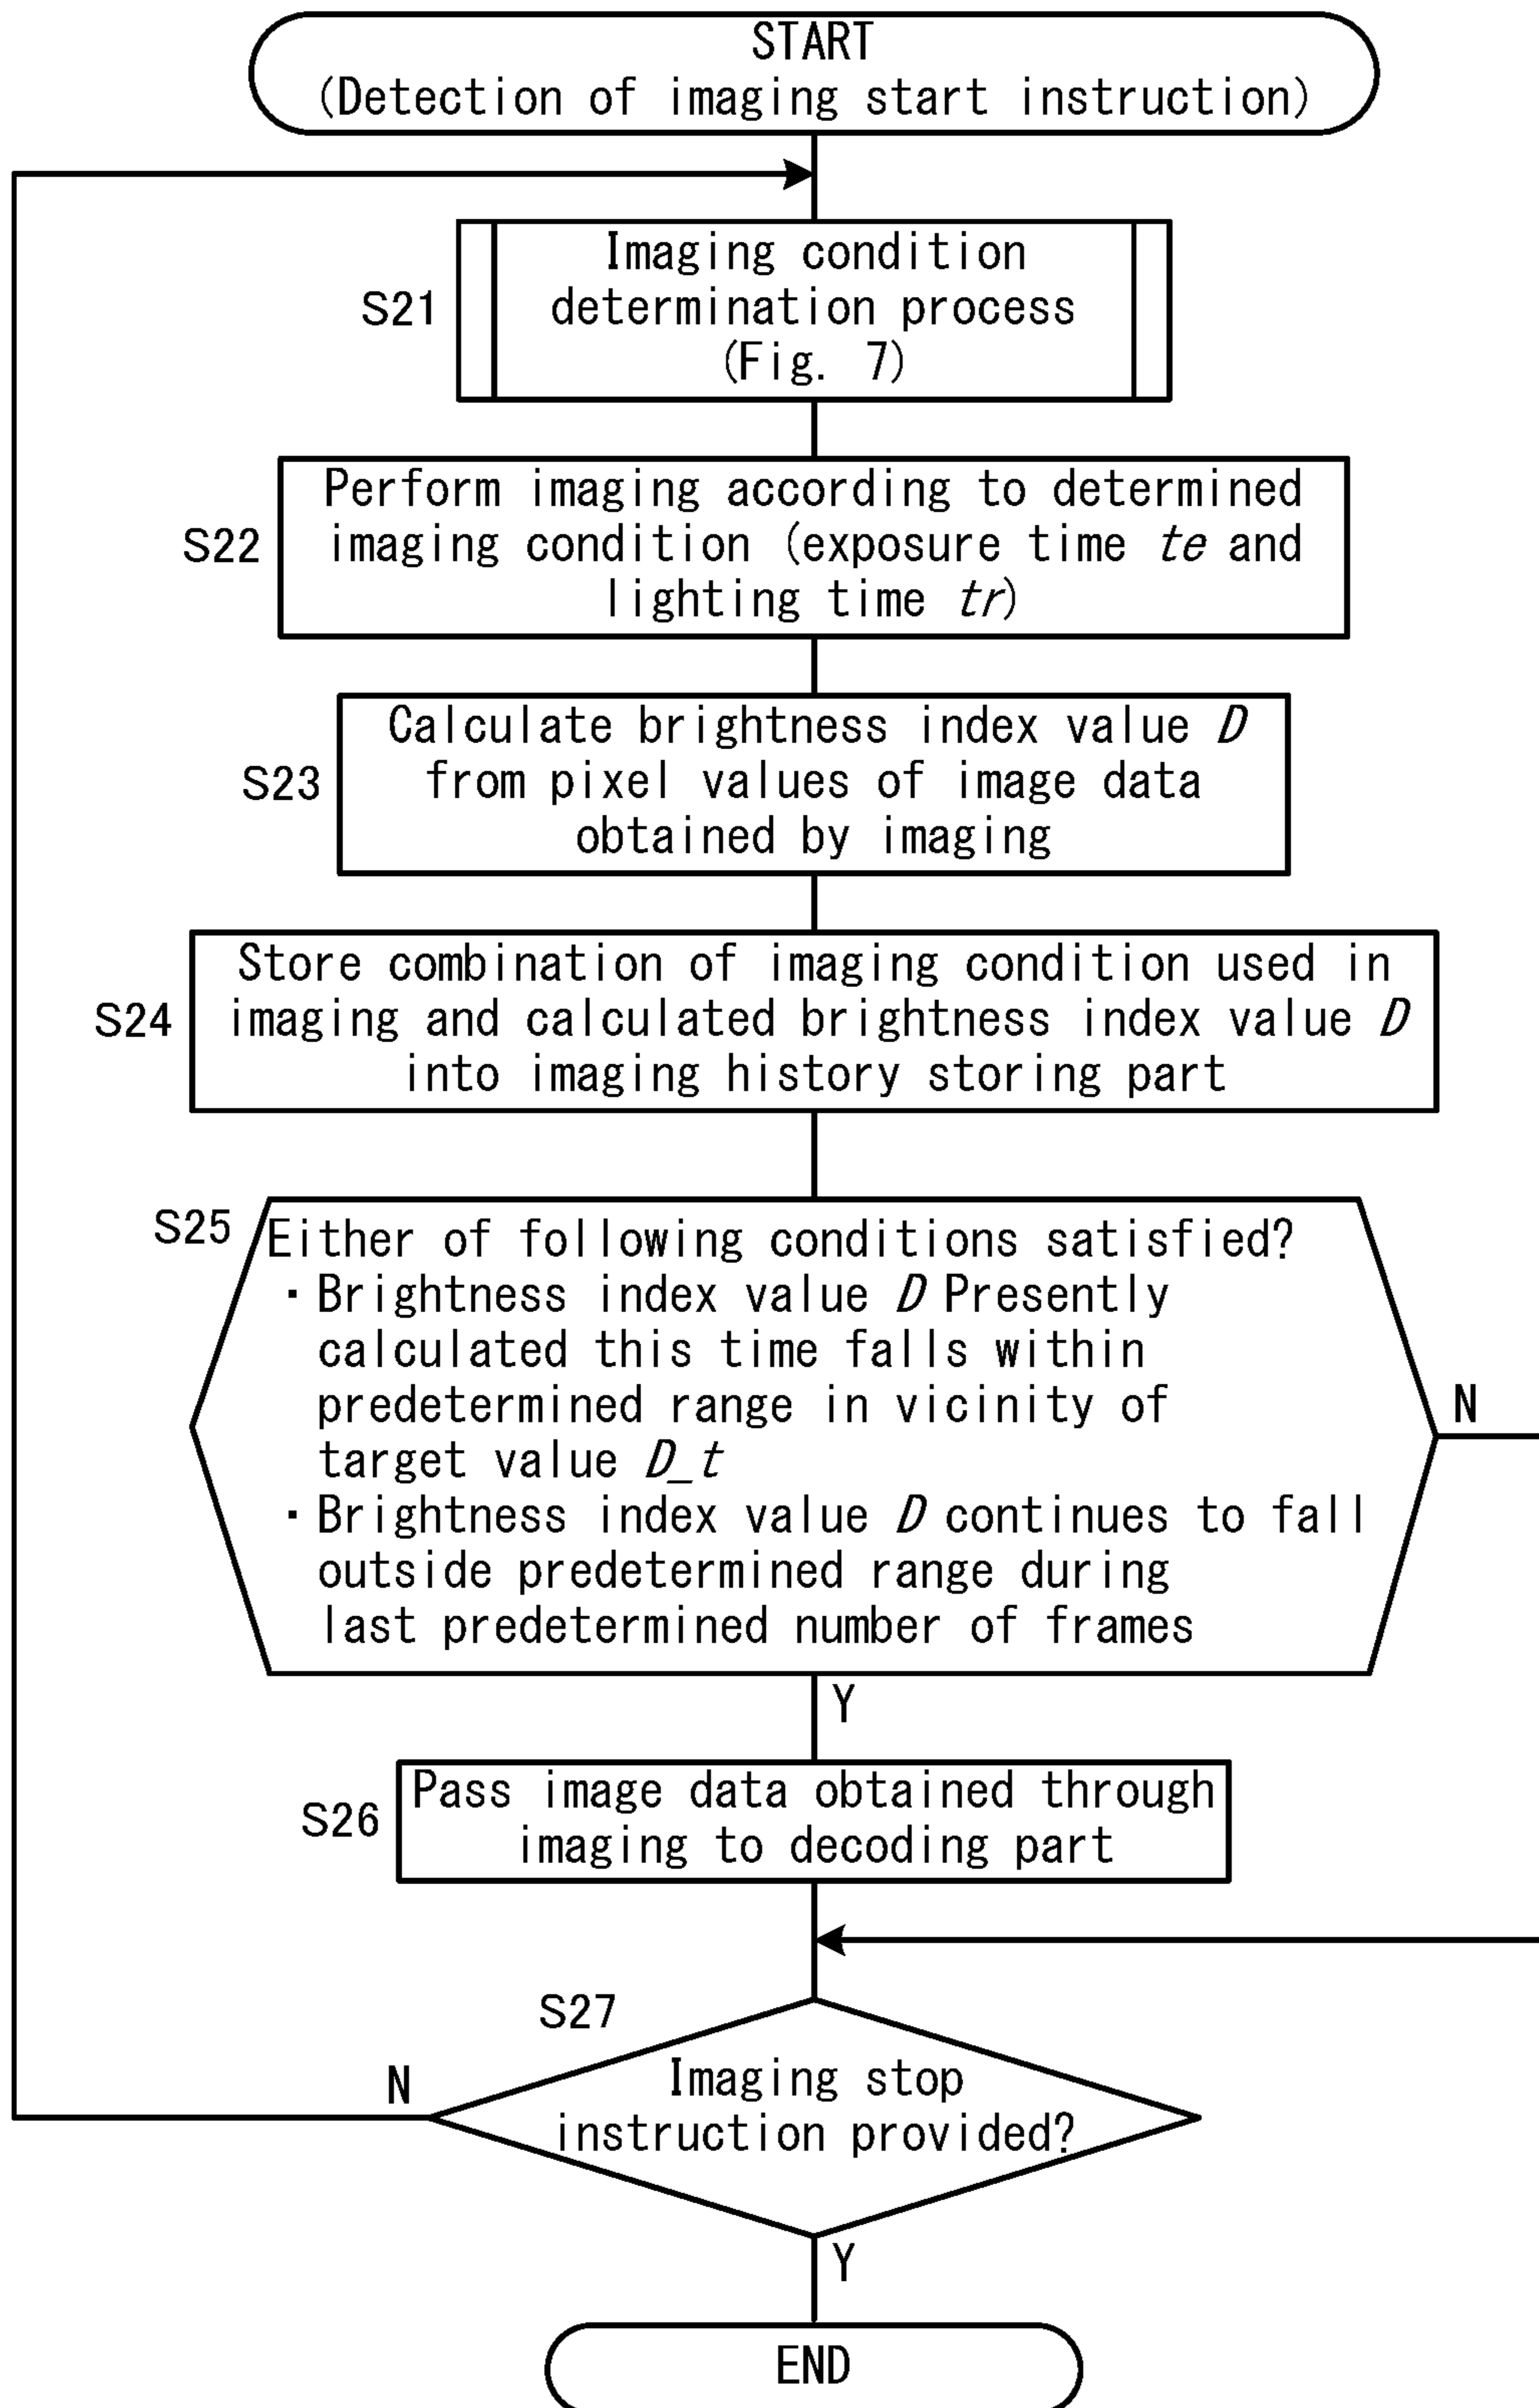 START
(Detection of imaging start instruction)
S21
Imaging condition
determination process
(Fig. 7)
S22
Perform imaging according to determined
imaging condition (exposure time te and
lighting time tr)
S23
Calculate brightness index value D
from pixel values of image data
obtained by imaging
S24
Store combination of imaging condition used in
imaging and calculated brightness index value D
into imaging history storing part
S25
Either of following conditions satisfied?
・Brightness index value D Presently
calculated this time falls within
predetermined range in vicinity of
target value D_t
・Brightness index value D continues to fall
outside predetermined range during
last predetermined number of frames
N
Y
S26
Pass image data obtained through
imaging to decoding part
S27
Imaging stop
instruction provided?
N
Y
END